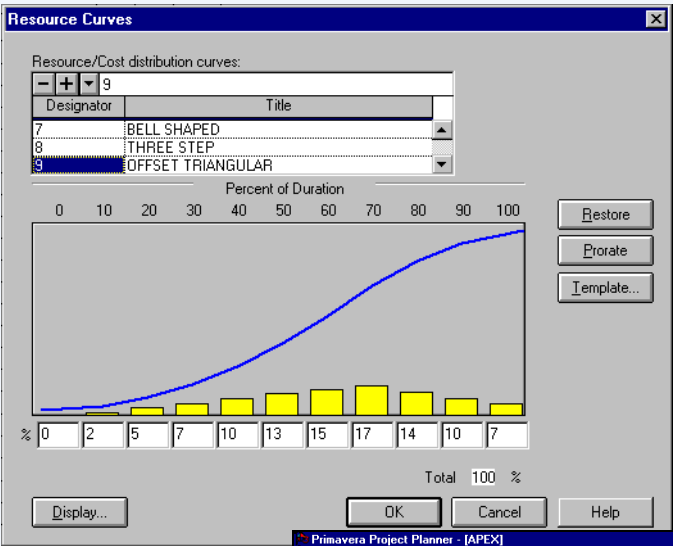 Resource Curves
Resource/Cost distribution curves:
9
Designator Title
7 BELL SHAPED
8 THREE STEP
9 OFFSET TRIANGULAR
Percent of Duration
0 10 20 30 40 50 60 70 80 90 100
Restore
Prorate
Template...
% 0 2 5 7 10 13 15 17 14 10 7
Total 100 %
Display... OK Cancel Help
Primavera Project Planner - [APEX]